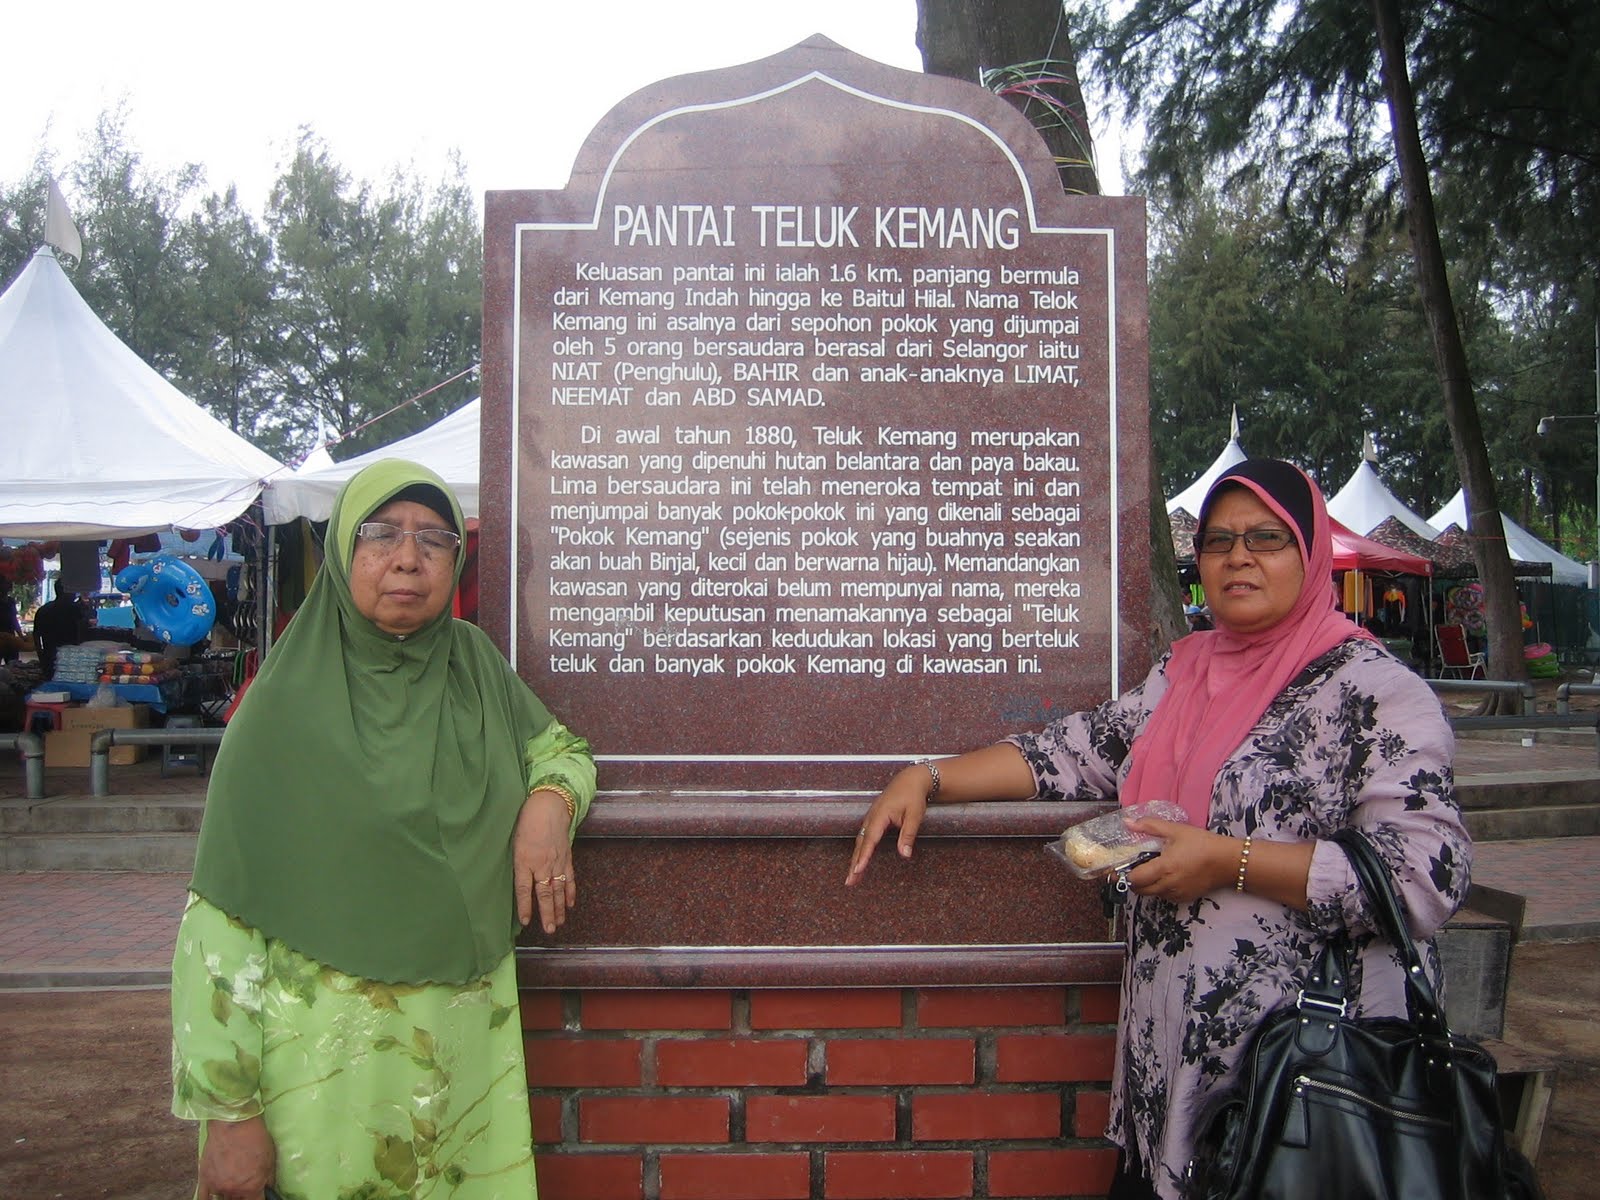 PANTAI TELUK KEMANG
Keluasan pantai ini ialah 1.6 km. panjang bermula
dari Kemang Indah hingga ke Baitul Hilal. Nama Telok
Kemang ini asalnya dari sepohon pokok yang dijumpai
oleh 5 orang bersaudara berasal dari Selangor iaitu
NIAT (Penghulu), BAHIR dan anak-anaknya LIMAT,
NEEMAT dan ABD SAMAD.
Di awal tahun 1880, Teluk Kemang merupakan
kawasan yang dipenuhi hutan belantara dan paya bakau.
Lima bersaudara ini telah meneroka tempat ini dan
menjumpai banyak pokok-pokok ini yang dikenali sebagai
"Pokok Kemang" (sejenis pokok yang buahnya seakan
akan buah Binjal, kecil dan berwarna hijau). Memandangkan
kawasan yang diterokai belum mempunyai nama, mereka
mengambil keputusan menamakannya sebagai "Teluk
Kemang" berdasarkan kedudukan lokasi yang berteluk
teluk dan banyak pokok Kemang di kawasan ini.